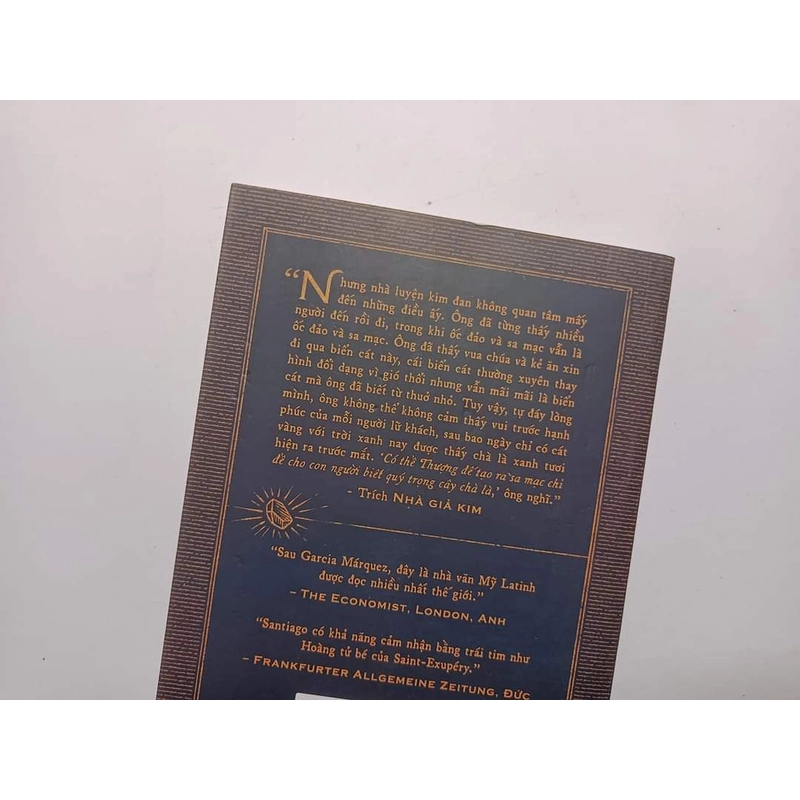 “Nhưng nhà luyện kim đan không quan tâm mấy
đến những điều ấy. Ông đã từng thấy nhiều
người đến rồi đi, trong khi ốc đảo và sa mạc vẫn là
ốc đảo và sa mạc. Ông đã thấy vua chúa và kẻ ăn xin
đi qua biển cát này, cái biển cát thường xuyên thay
hình đổi dạng vì gió thổi nhưng vẫn mãi mãi là biển
cát mà ông đã biết từ thuở nhỏ. Tuy vậy, tự đáy lòng
mình, ông không thể không cảm thấy vui trước hạnh
phúc của mỗi người lữ khách, sau bao ngày chỉ có cát
vàng với trời xanh nay được thấy chà là xanh tươi
hiện ra trước mắt. ‘Có thể Thượng đế tạo ra sa mạc chỉ
để cho con người biết quý trọng cây chà là,’ ông nghĩ.”
- Trích NHÀ GIẢ KIM
“Sau Garcia Márquez, đây là nhà văn Mỹ Latinh
được đọc nhiều nhất thế giới.”
– THE ECONOMIST, LONDON, ANH
“Santiago có khả năng cảm nhận bằng trái tim như
Hoàng tử bé của Saint-Exupéry.”
– FRANKFURTER ALLGEMEINE ZEITUNG, ĐỨC